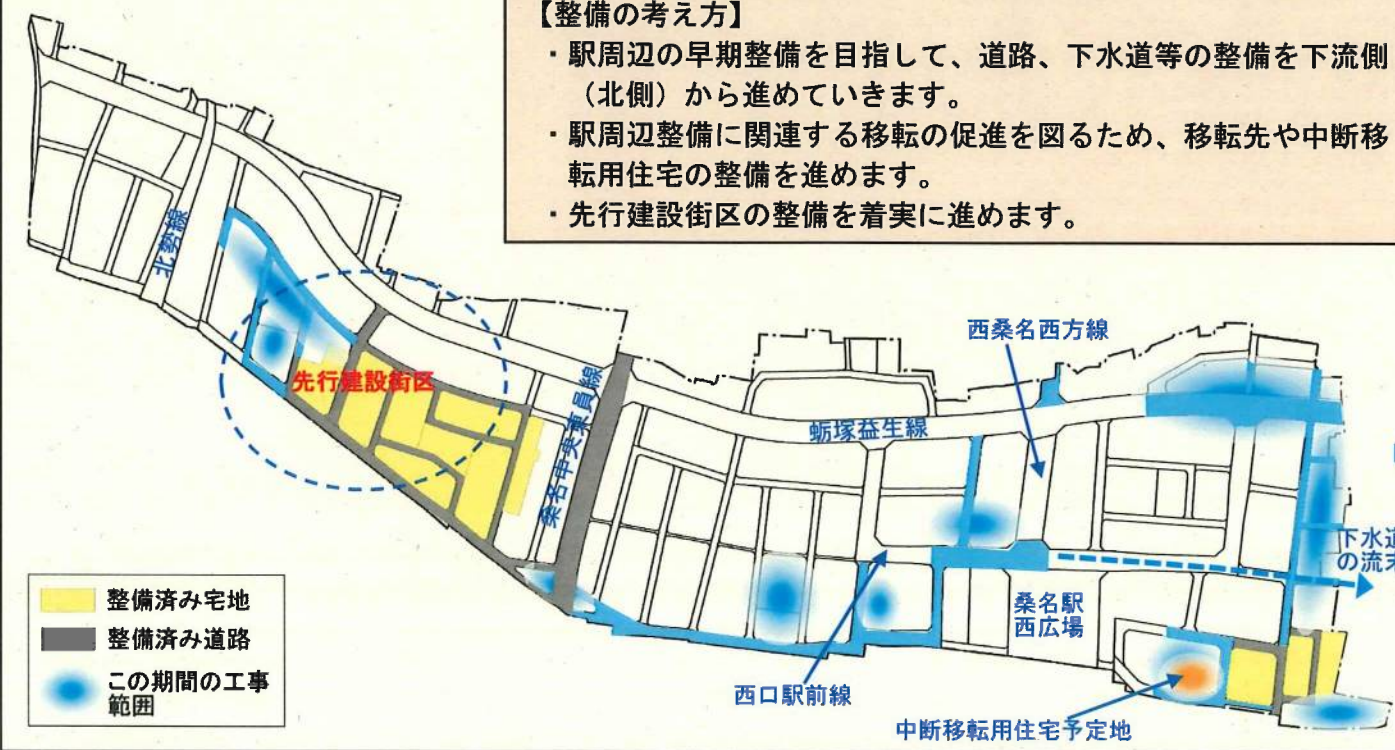 【整備の考え方】
・駅周辺の早期整備を目指して、道路、下水道等の整備を下流側
（北側）から進めていきます。
・駅周辺整備に関連する移転の促進を図るため、移転先や中断移
転用住宅の整備を進めます。
・先行建設街区の整備を着実に進めます。
北勢線
先行建設街区
桑名中央東員線
西桑名西方線
蛎塚益生線
下水道
の流末
桑名駅
西広場
西口駅前線
中断移転用住宅予定地
整備済み宅地
整備済み道路
この期間の工事
範囲